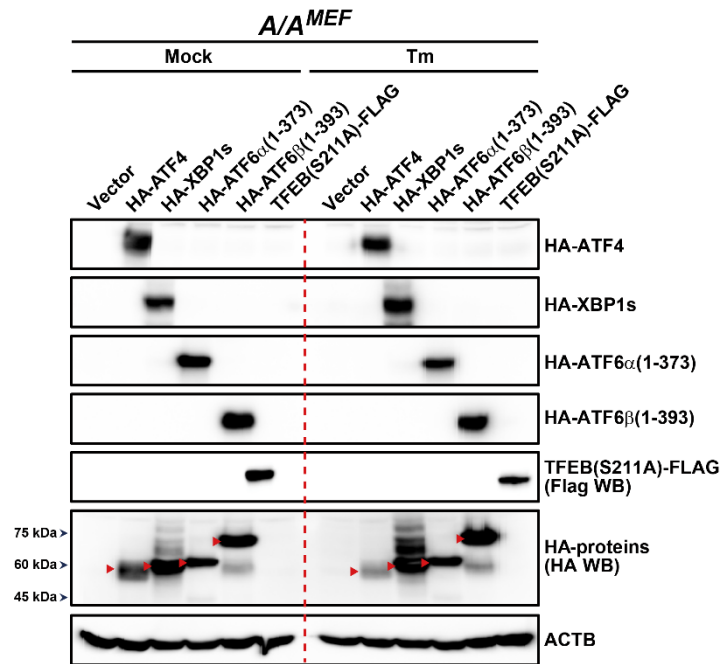 A/A^MEF
Mock Tm
Vector HA-ATF4 HA-XBP1s HA-ATF6α(1-373) HA-ATF6β(1-393) TFEB(S211A)-FLAG Vector HA-ATF4 HA-XBP1s HA-ATF6α(1-373) HA-ATF6β(1-393) TFEB(S211A)-FLAG
HA-ATF4
HA-XBP1s
HA-ATF6α(1-373)
HA-ATF6β(1-393)
TFEB(S211A)-FLAG
(Flag WB)
75 kDa
60 kDa
45 kDa
HA-proteins
(HA WB)
ACTB